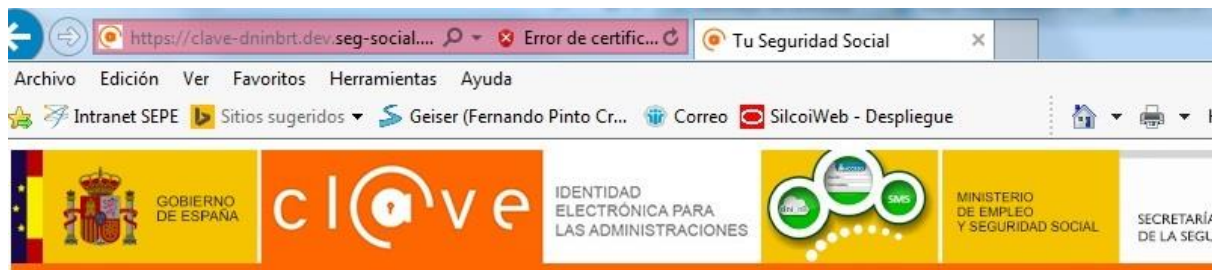 https://clave-dninbrt.dev.seg-social.... Error de certific... Tu Seguridad Social
Archivo Edición Ver Favoritos Herramientas Ayuda
Intranet SEPE Sitios sugeridos Geiser (Fernando Pinto Cr... Correo SilcoiWeb - Despliegue
GOBIERNO
DE ESPAÑA
cl@ve
IDENTIDAD
ELECTRÓNICA PARA
LAS ADMINISTRACIONES
SMS
MINISTERIO
DE EMPLEO
Y SEGURIDAD SOCIAL
SECRETARÍA
DE LA SEGU